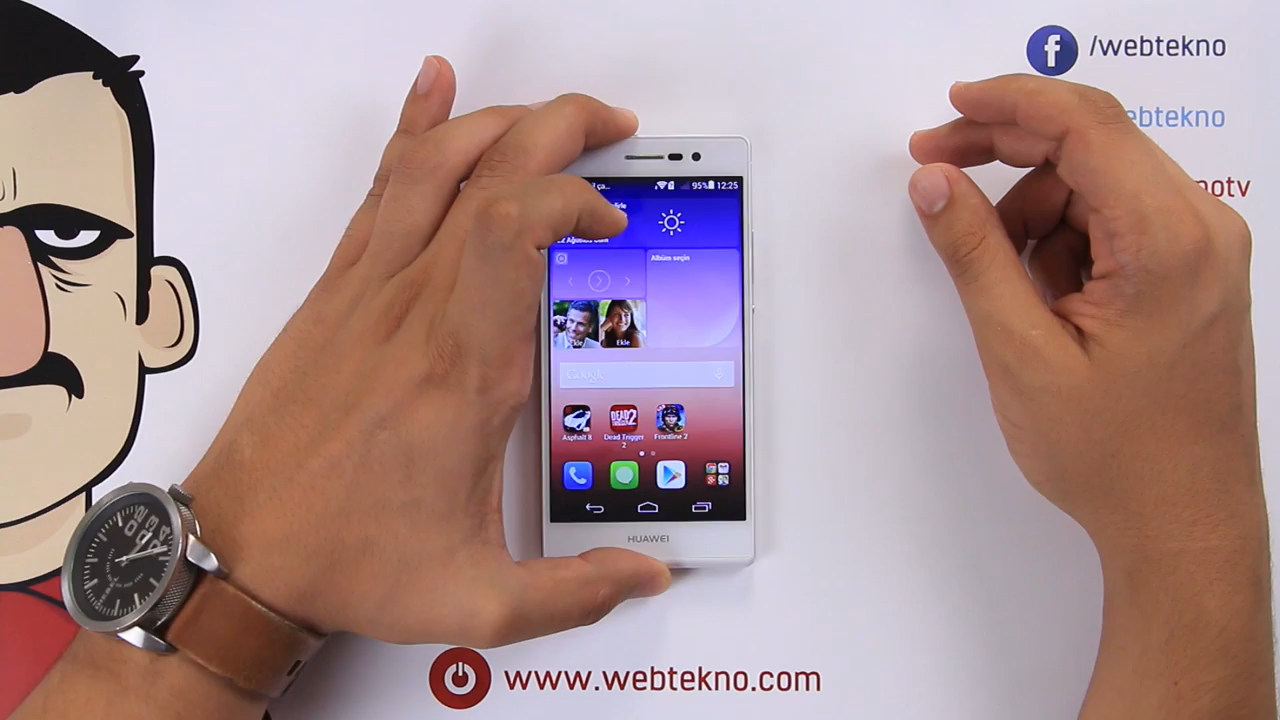 /webtekno
ebtekno
notv
95% 12:25
Albüm seçin
Ekle
Ekle
Google
Asphalt 8
Dead Trigger
2
Frontline 2
HUAWEI
www.webtekno.com